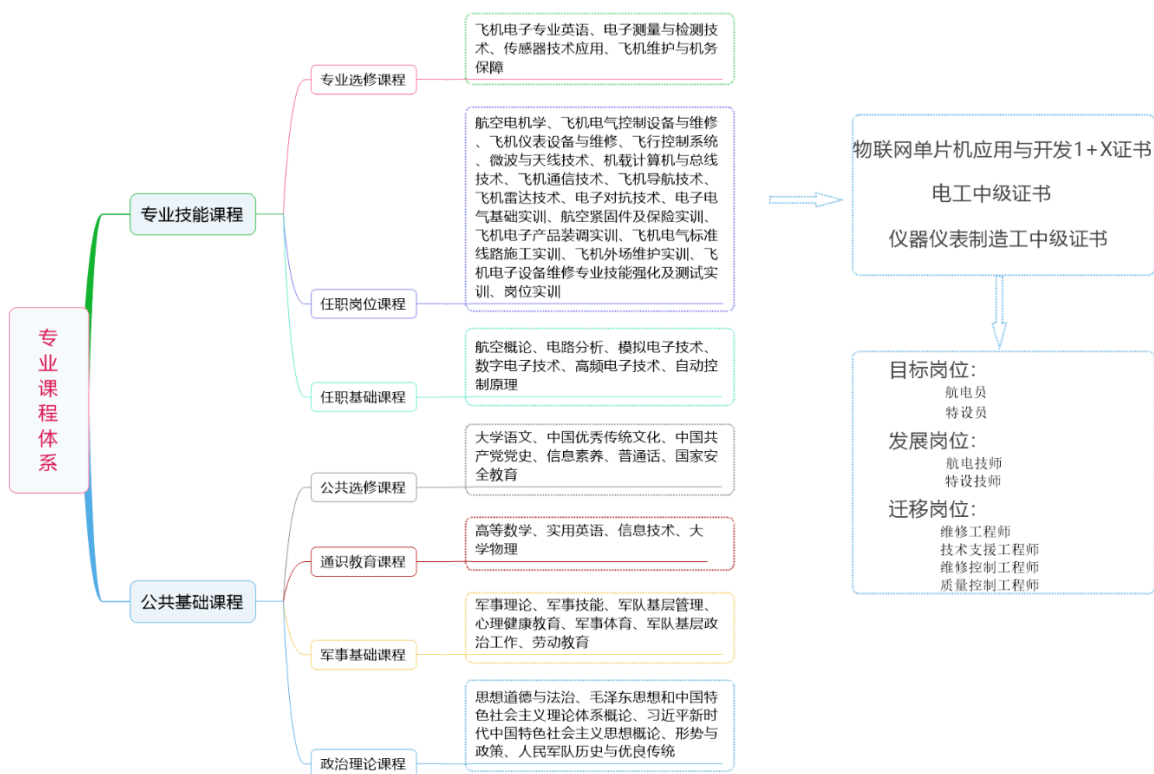 专业课程体系
专业技能课程
专业选修课程
飞机电子专业英语、电子测量与检测技
术、传感器技术应用、飞机维护与机务
保障
任职岗位课程
航空电机学、飞机电气控制设备与维修
、飞机仪表设备与维修、飞行控制系统
、微波与天线技术、机载计算机与总线
技术、飞机通信技术、飞机导航技术、
飞机雷达技术、电子对抗技术、电子电
气基础实训、航空紧固件及保险实训、
飞机电子产品装调实训、飞机电气标准
线路施工实训、飞机外场维护实训、飞
机电子设备维修专业技能强化及测试实
训、岗位实训
任职基础课程
航空概论、电路分析、模拟电子技术、
数字电子技术、高频电子技术、自动控
制原理
公共基础课程
公共选修课程
大学语文、中国优秀传统文化、中国共
产党党史、信息素养、普通话、国家安
全教育
通识教育课程
高等数学、实用英语、信息技术、大
学物理
军事基础课程
军事理论、军事技能、军队基层管理、
心理健康教育、军事体育、军队基层政
治工作、劳动教育
政治理论课程
思想道德与法治、毛泽东思想和中国特
色社会主义理论体系概论、习近平新时
代中国特色社会主义思想概论、形势与
政策、人民军队历史与优良传统
物联网单片机应用与开发1+X证书
电工中级证书
仪器仪表制造工中级证书
目标岗位：
航电员
特设员
发展岗位：
航电技师
特设技师
迁移岗位：
维修工程师
技术支援工程师
维修控制工程师
质量控制工程师